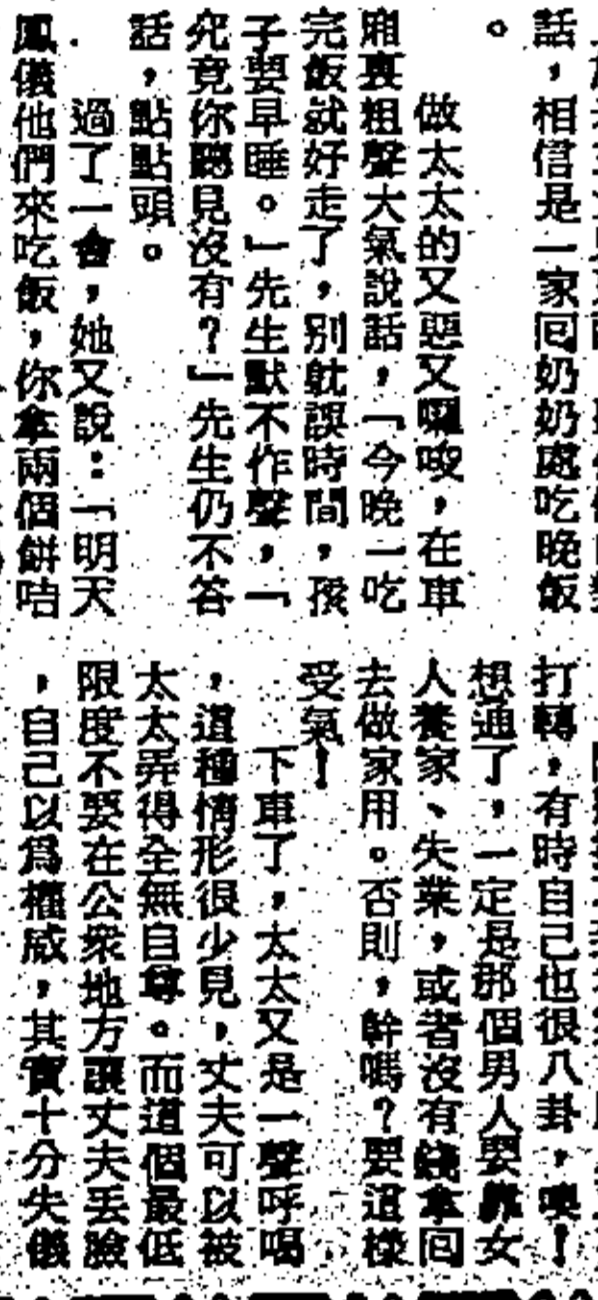 話，相信是一家回奶奶處吃晚飯
。
做太太的又惡又囉唆，在車
廂裏粗聲大氣說話，「今晚一吃
完飯就好走了，別躭誤時間，孩
子要早睡。」先生默不作聲，「
究竟你聽見沒有？」先生仍不答
話，點點頭。
過了一會，她又說：「明天
鳳儀他們來吃飯，你拿兩個餅咭
打轉，有時自己也很八卦，噢！
想通了，一定是那個男人要靠女
人養家、失業，或者沒有錢拿回
去做家用。否則，幹嗎？要這樣
受氣！
下車了，太太又是一聲呼喝
，這種情形很少見，丈夫可以被
太太弄得全無自尊。而這個最低
限度不要在公衆地方讓丈夫丢臉
，自己以爲權威，其實十分失儀